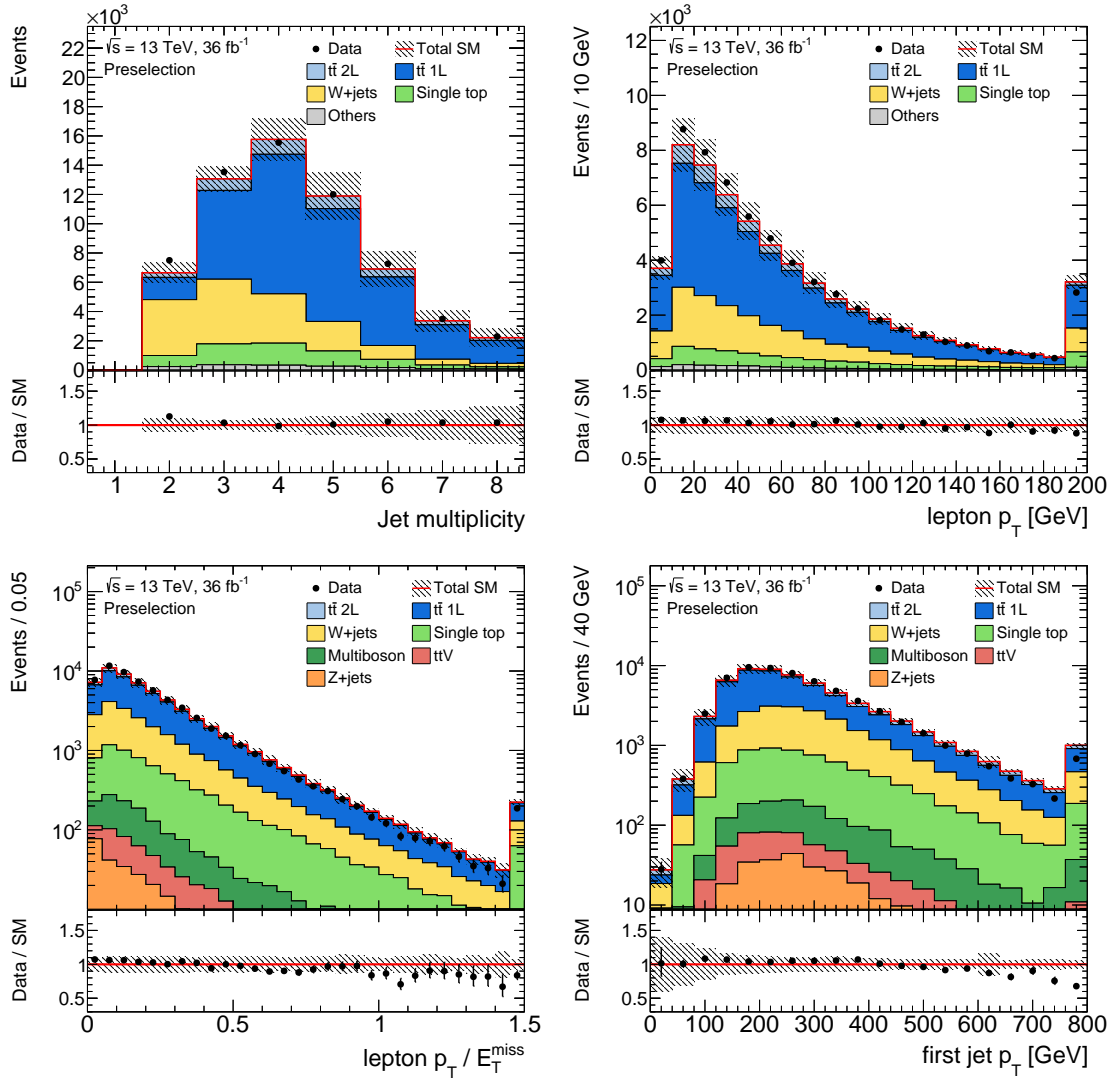 ×10³
Events
√s = 13 TeV, 36 fb⁻¹
Preselection
Data
Total SM
tt̄ 2L
tt̄ 1L
W+jets
Single top
Others
22
20
18
16
14
12
10
8
6
4
2
0
Data / SM
1.5
1
0.5
1 2 3 4 5 6 7 8
Jet multiplicity
×10³
Events / 10 GeV
√s = 13 TeV, 36 fb⁻¹
Preselection
Data
Total SM
tt̄ 2L
tt̄ 1L
W+jets
Single top
Others
12
10
8
6
4
2
0
Data / SM
1.5
1
0.5
0 20 40 60 80 100 120 140 160 180 200
lepton p_T [GeV]
Events / 0.05
√s = 13 TeV, 36 fb⁻¹
Preselection
Data
Total SM
tt̄ 2L
tt̄ 1L
W+jets
Single top
Multiboson
ttV
Z+jets
10⁵
10⁴
10³
10²
Data / SM
1.5
1
0.5
0 0.5 1 1.5
lepton p_T / E_T^miss
Events / 40 GeV
√s = 13 TeV, 36 fb⁻¹
Preselection
Data
Total SM
tt̄ 2L
tt̄ 1L
W+jets
Single top
Multiboson
ttV
Z+jets
10⁵
10⁴
10³
10²
10
Data / SM
1.5
1
0.5
0 100 200 300 400 500 600 700 800
first jet p_T [GeV]